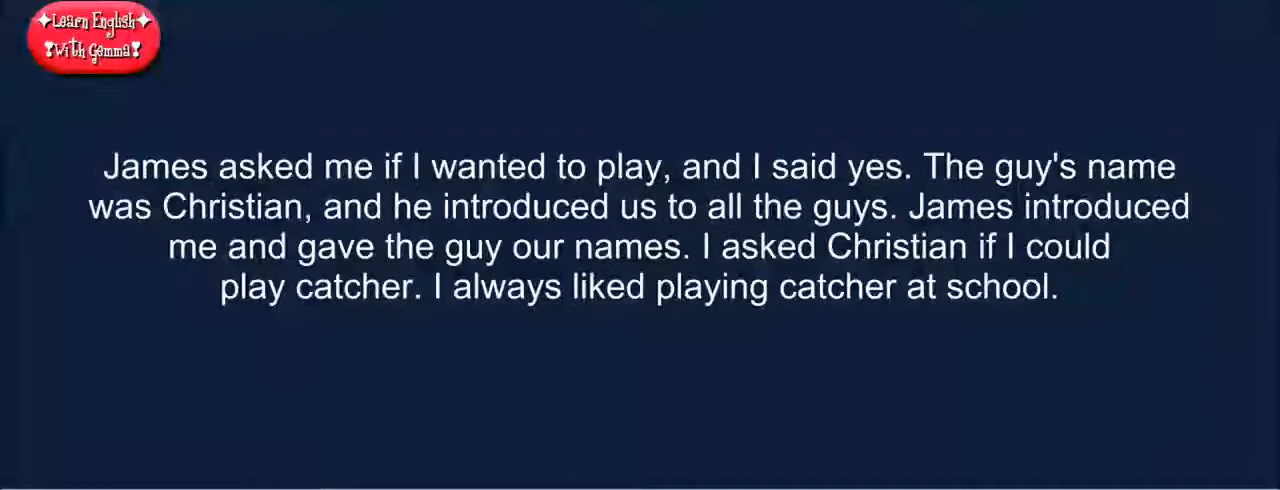 ✦Learn English✦
❣With Gemma❣
James asked me if I wanted to play, and I said yes. The guy's name
was Christian, and he introduced us to all the guys. James introduced
me and gave the guy our names. I asked Christian if I could
play catcher. I always liked playing catcher at school.